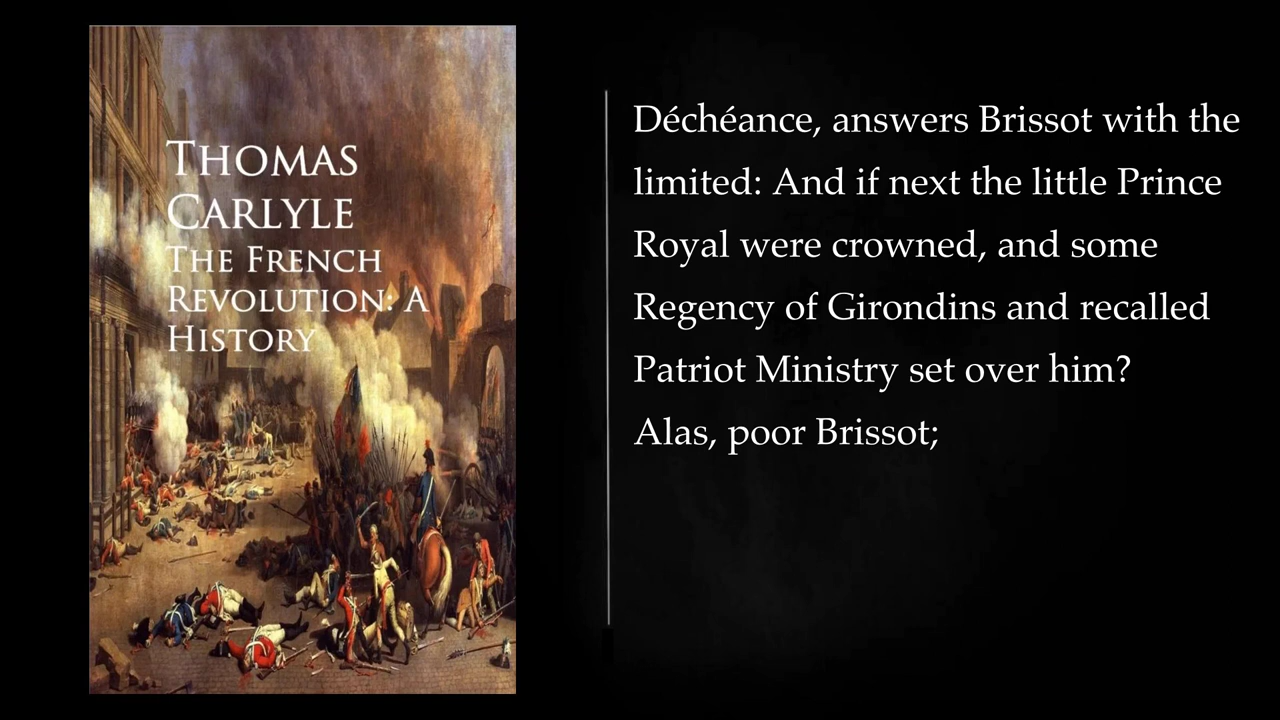 THOMAS
CARLYLE
THE FRENCH
REVOLUTION: A
HISTORY
Déchéance, answers Brissot with the
limited: And if next the little Prince
Royal were crowned, and some
Regency of Girondins and recalled
Patriot Ministry set over him?
Alas, poor Brissot;